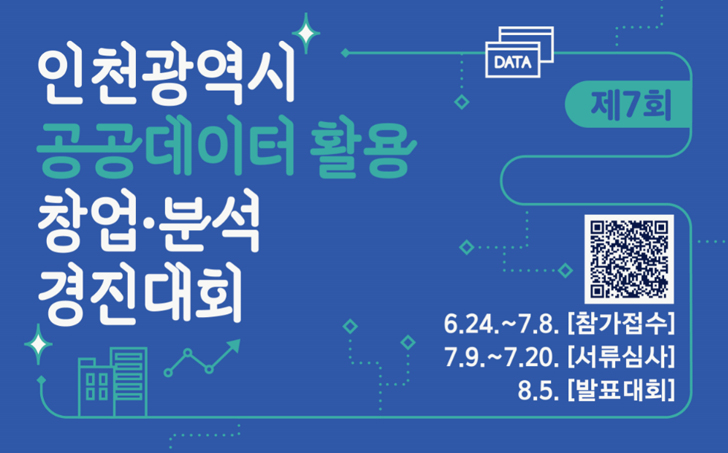 인천광역시
공공데이터 활용
창업·분석
경진대회
DATA
제7회
6.24.~7.8. [참가접수]
7.9.~7.20. [서류심사]
8.5. [발표대회]